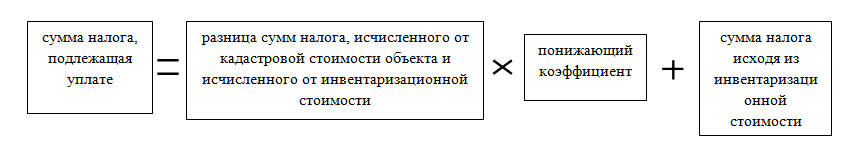 сумма налога,
подлежащая
уплате
=
разница сумм налога, исчисленного от
кадастровой стоимости объекта и
исчисленного от инвентаризационной
стоимости
×
понижающий
коэффициент
+
сумма налога
исходя из
инвентаризаци
онной
стоимости